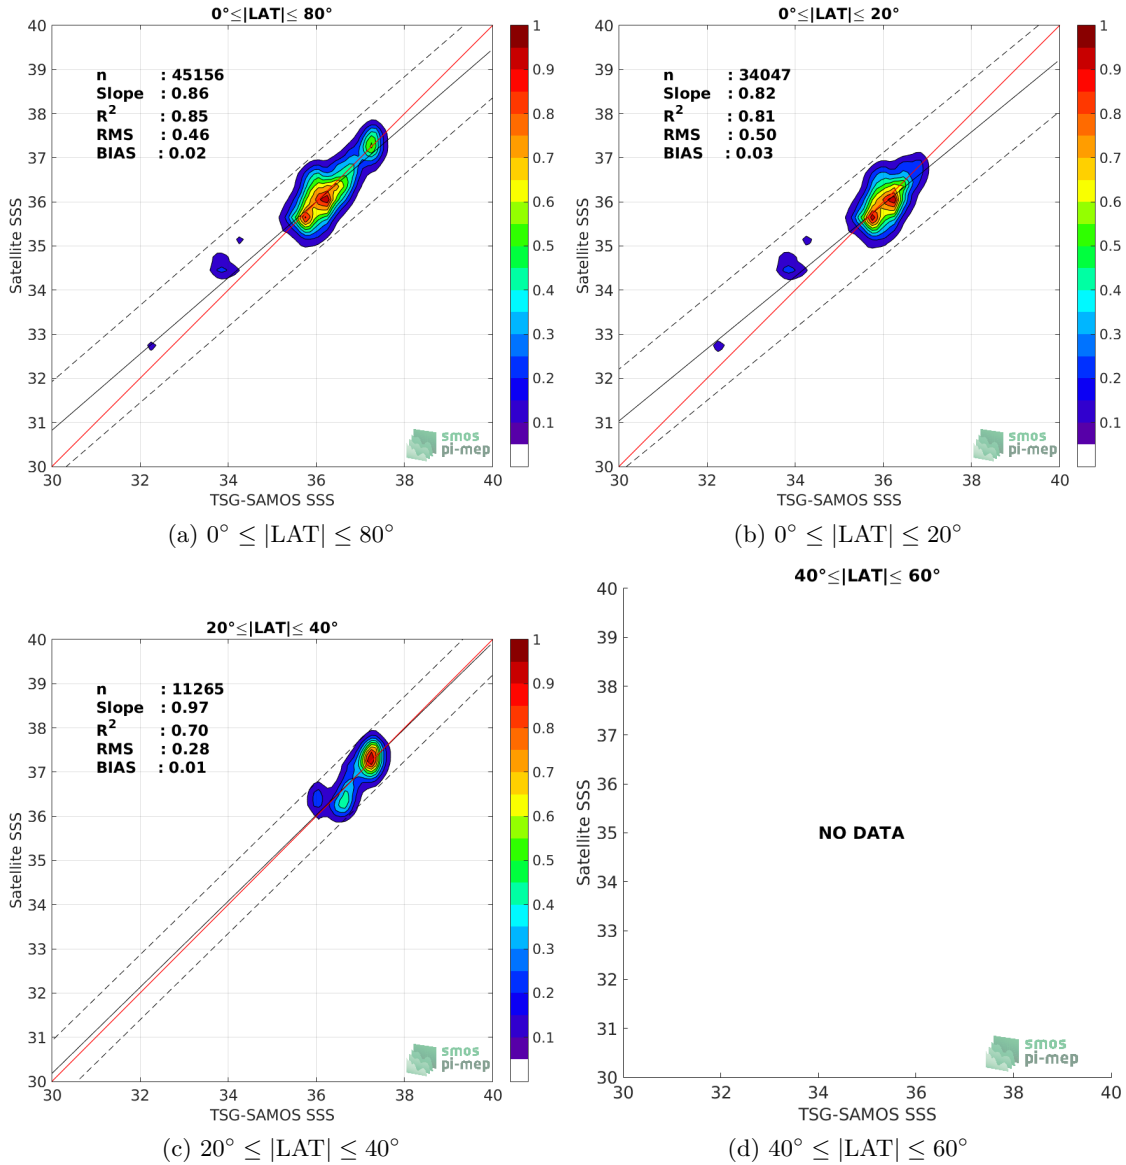 0°≤|LAT|≤ 80°
n : 45156
Slope : 0.86
R2 : 0.85
RMS : 0.46
BIAS : 0.02
40
39
38
37
36
35
34
33
32
31
30
Satellite SSS
30 32 34 36 38 40
TSG-SAMOS SSS
1
0.9
0.8
0.7
0.6
0.5
0.4
0.3
0.2
0.1
smos
pi-mep
(a) 0° ≤ |LAT| ≤ 80°
0°≤|LAT|≤ 20°
n : 34047
Slope : 0.82
R2 : 0.81
RMS : 0.50
BIAS : 0.03
40
39
38
37
36
35
34
33
32
31
30
Satellite SSS
30 32 34 36 38 40
TSG-SAMOS SSS
1
0.9
0.8
0.7
0.6
0.5
0.4
0.3
0.2
0.1
smos
pi-mep
(b) 0° ≤ |LAT| ≤ 20°
20°≤|LAT|≤ 40°
n : 11265
Slope : 0.97
R2 : 0.70
RMS : 0.28
BIAS : 0.01
40
39
38
37
36
35
34
33
32
31
30
Satellite SSS
30 32 34 36 38 40
TSG-SAMOS SSS
1
0.9
0.8
0.7
0.6
0.5
0.4
0.3
0.2
0.1
smos
pi-mep
(c) 20° ≤ |LAT| ≤ 40°
40°≤|LAT|≤ 60°
40
39
38
37
36
35
34
33
32
31
30
Satellite SSS
NO DATA
30 32 34 36 38 40
TSG-SAMOS SSS
smos
pi-mep
(d) 40° ≤ |LAT| ≤ 60°